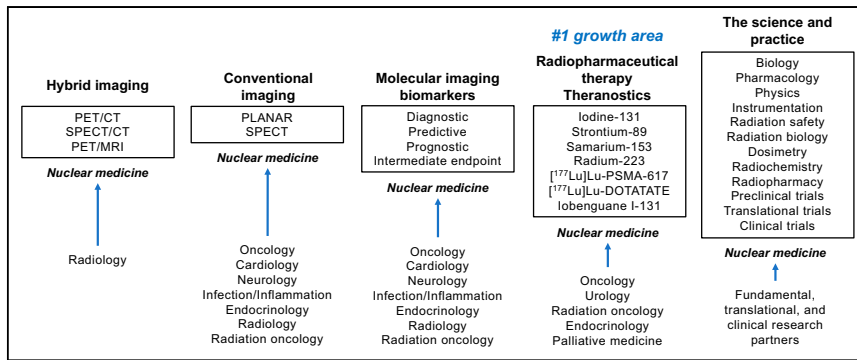 Hybrid imaging
PET/CT
SPECT/CT
PET/MRI
Nuclear medicine
Radiology
Conventional
imaging
PLANAR
SPECT
Nuclear medicine
Oncology
Cardiology
Neurology
Infection/Inflammation
Endocrinology
Radiology
Radiation oncology
Molecular imaging
biomarkers
Diagnostic
Predictive
Prognostic
Intermediate endpoint
Nuclear medicine
Oncology
Cardiology
Neurology
Infection/Inflammation
Endocrinology
Radiology
Radiation oncology
#1 growth area
Radiopharmaceutical
therapy
Theranostics
Iodine-131
Strontium-89
Samarium-153
Radium-223
[¹⁷⁷Lu]Lu-PSMA-617
[¹⁷⁷Lu]Lu-DOTATATE
Iobenguane I-131
Nuclear medicine
Oncology
Urology
Radiation oncology
Endocrinology
Palliative medicine
The science and
practice
Biology
Pharmacology
Physics
Instrumentation
Radiation safety
Radiation biology
Dosimetry
Radiochemistry
Radiopharmacy
Preclinical trials
Translational trials
Clinical trials
Nuclear medicine
Fundamental,
translational, and
clinical research
partners